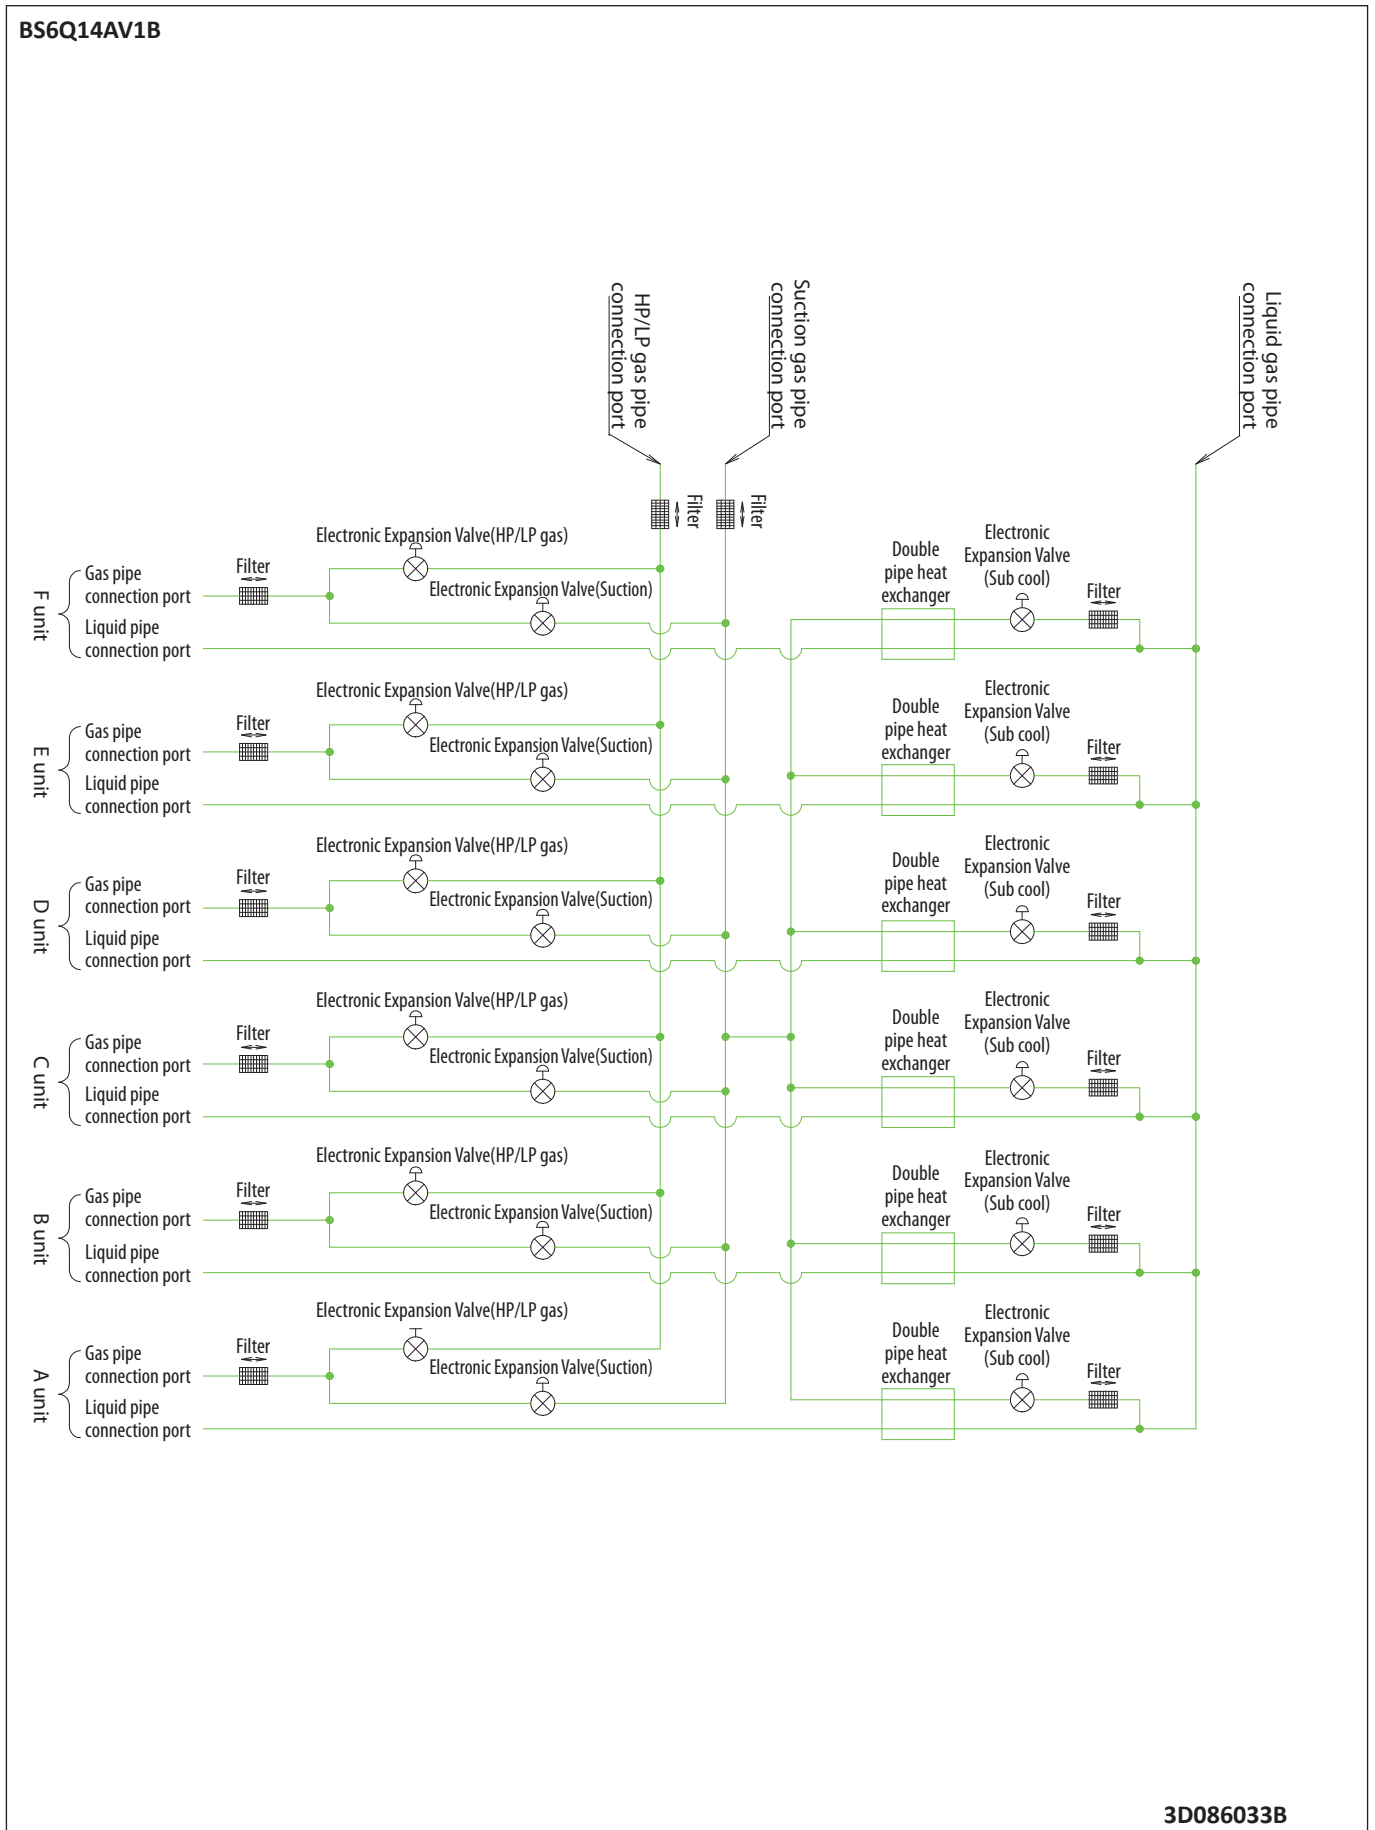 BS6Q14AV1B
HP/LP gas pipe
connection port
Suction gas pipe
connection port
Liquid gas pipe
connection port
Filter
Filter
F unit
Gas pipe
connection port
Liquid pipe
connection port
Filter
Electronic Expansion Valve(HP/LP gas)
Electronic Expansion Valve(Suction)
Double
pipe heat
exchanger
Electronic
Expansion Valve
(Sub cool)
Filter
E unit
Gas pipe
connection port
Liquid pipe
connection port
Filter
Electronic Expansion Valve(HP/LP gas)
Electronic Expansion Valve(Suction)
Double
pipe heat
exchanger
Electronic
Expansion Valve
(Sub cool)
Filter
D unit
Gas pipe
connection port
Liquid pipe
connection port
Filter
Electronic Expansion Valve(HP/LP gas)
Electronic Expansion Valve(Suction)
Double
pipe heat
exchanger
Electronic
Expansion Valve
(Sub cool)
Filter
C unit
Gas pipe
connection port
Liquid pipe
connection port
Filter
Electronic Expansion Valve(HP/LP gas)
Electronic Expansion Valve(Suction)
Double
pipe heat
exchanger
Electronic
Expansion Valve
(Sub cool)
Filter
B unit
Gas pipe
connection port
Liquid pipe
connection port
Filter
Electronic Expansion Valve(HP/LP gas)
Electronic Expansion Valve(Suction)
Double
pipe heat
exchanger
Electronic
Expansion Valve
(Sub cool)
Filter
A unit
Gas pipe
connection port
Liquid pipe
connection port
Filter
Electronic Expansion Valve(HP/LP gas)
Electronic Expansion Valve(Suction)
Double
pipe heat
exchanger
Electronic
Expansion Valve
(Sub cool)
Filter
3D086033B